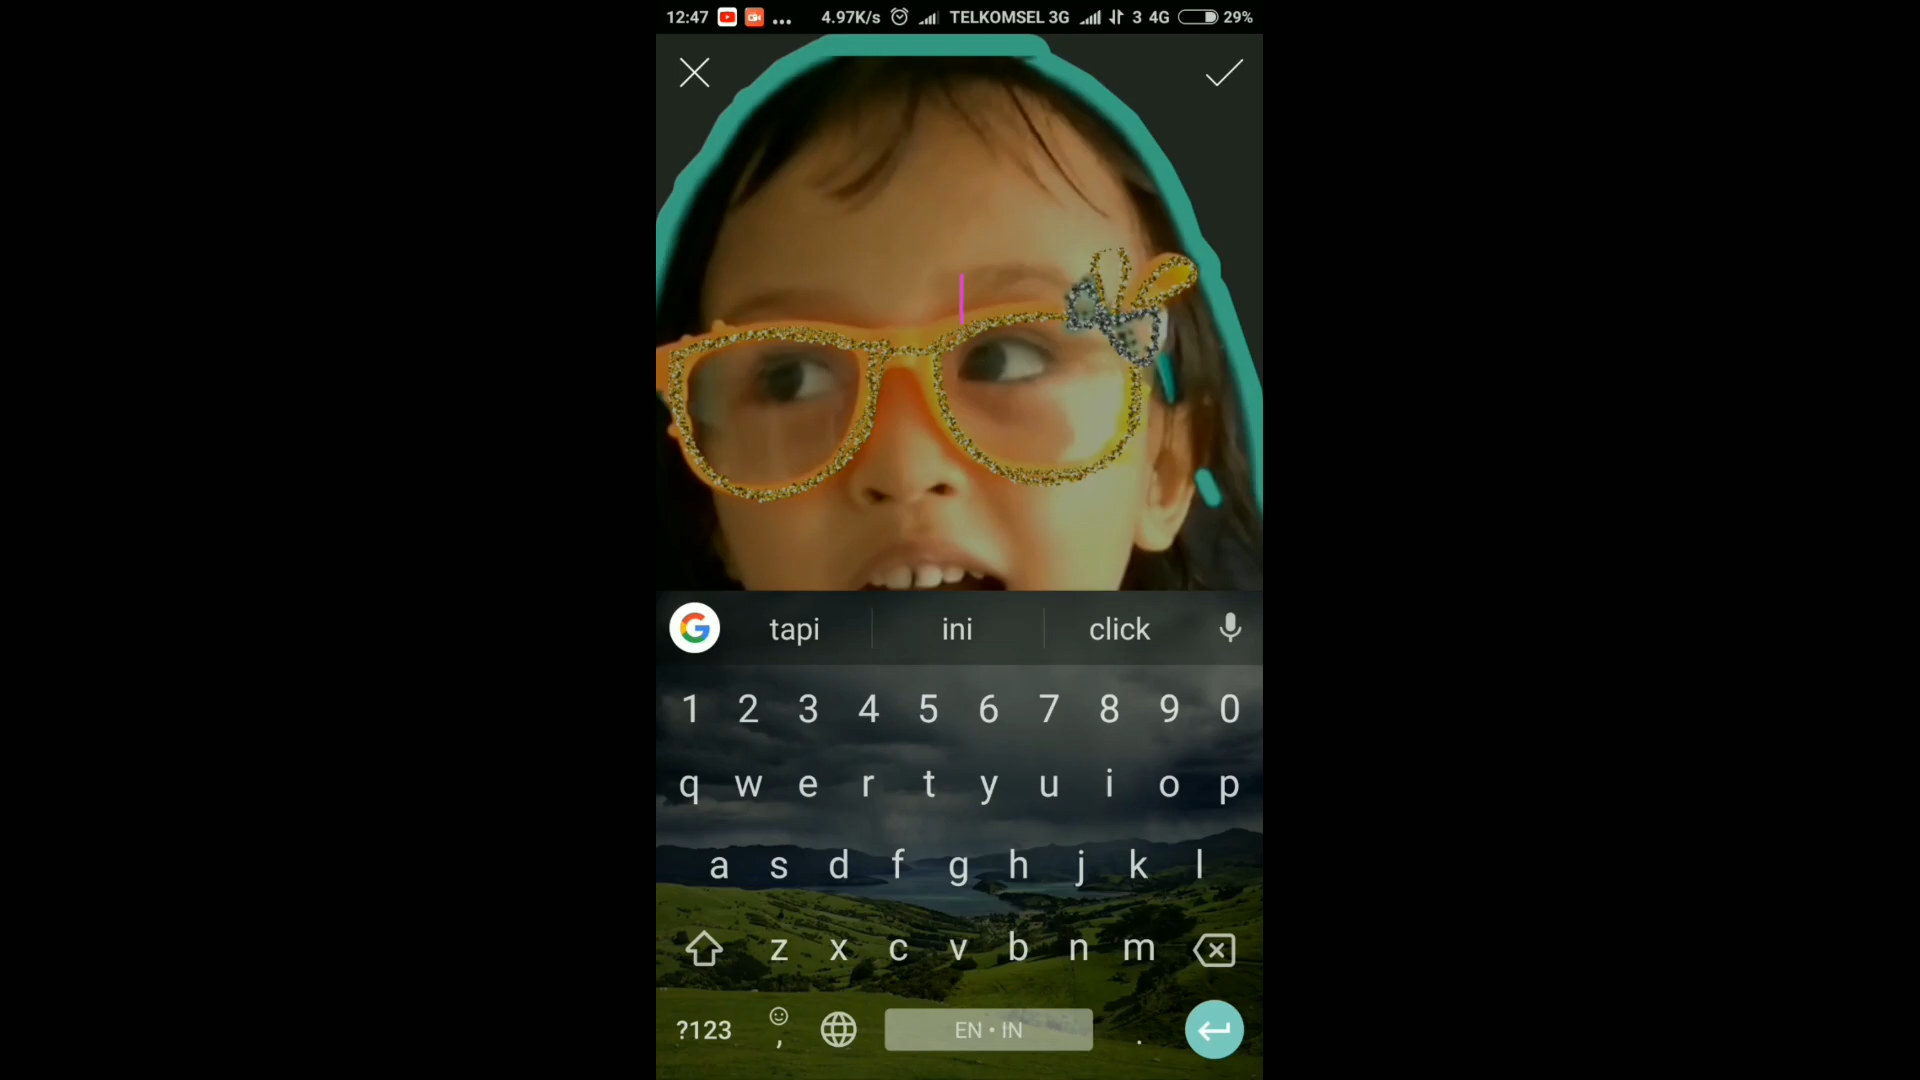 12:47 ... 4.97K/s TELKOMSEL 3G 3 4G 29%
tapi ini click
1 2 3 4 5 6 7 8 9 0
q w e r t y u i o p
a s d f g h j k l
z x c v b n m
?123 , EN • IN .